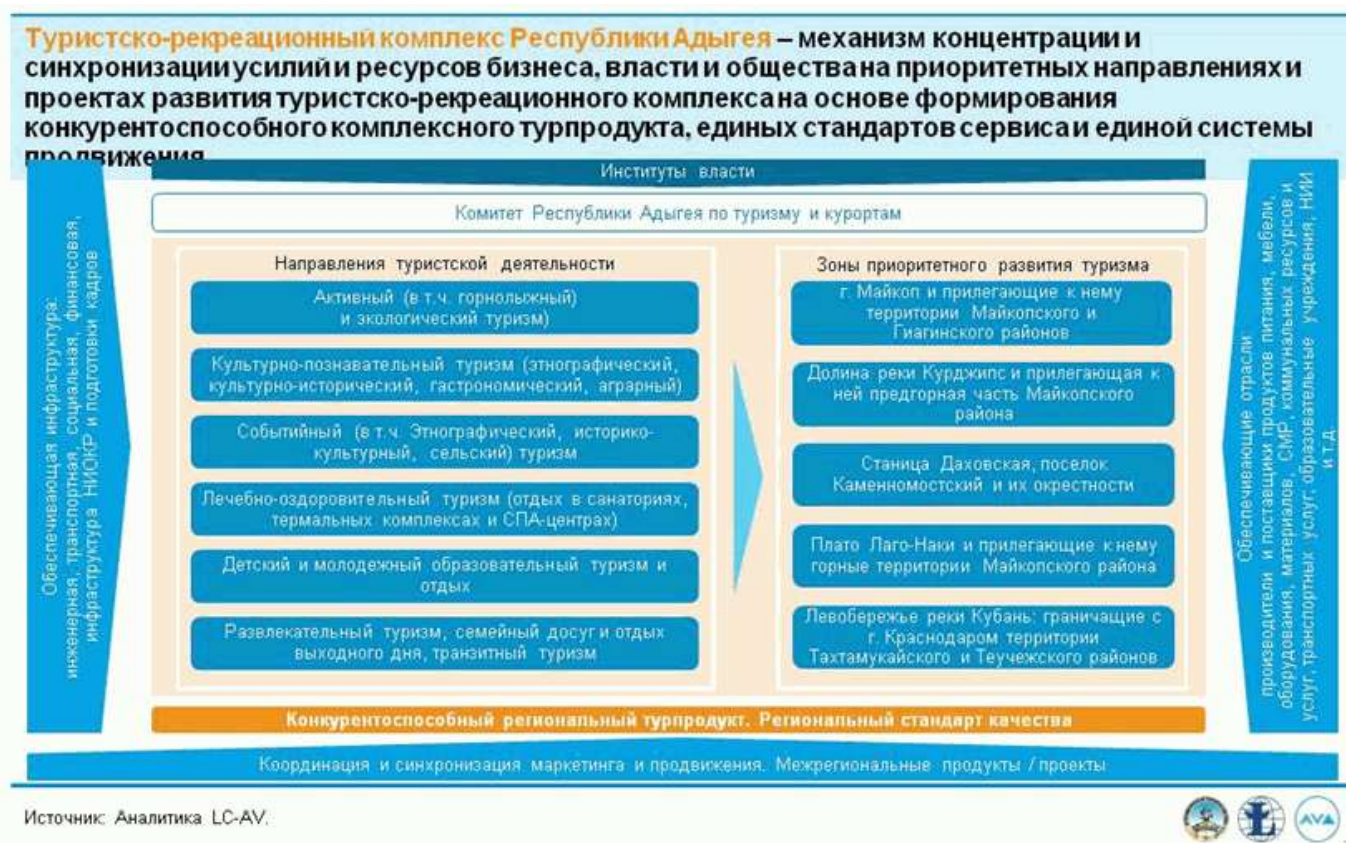 Туристско-рекреационный комплекс Республики Адыгея – механизм концентрации и
синхронизации усилий и ресурсов бизнеса, власти и общества на приоритетных направлениях и
проектах развития туристско-рекреационного комплекса на основе формирования
конкурентоспособного комплексного турпродукта, единых стандартов сервиса и единой системы
продвижения
Институты власти
Комитет Республики Адыгея по туризму и курортам
Обеспечивающая инфраструктура:
инженерная, транспортная, социальная, финансовая,
инфраструктура НИОКР и подготовки кадров
Направления туристской деятельности
Активный (в т.ч. горнолыжный)
и экологический туризм)
Культурно-познавательный туризм (этнографический,
культурно-исторический, гастрономический, аграрный)
Событийный (в т.ч. Этнографический, историко-
культурный, сельский) туризм
Лечебно-оздоровительный туризм (отдых в санаториях,
термальных комплексах и СПА-центрах)
Детский и молодежный образовательный туризм и
отдых
Развлекательный туризм, семейный досуг и отдых
выходного дня, транзитный туризм
Зоны приоритетного развития туризма
г. Майкоп и прилегающие к нему
территории Майкопского и
Гиагинского районов
Долина реки Курджипс и прилегающая к
ней предгорная часть Майкопского
района
Станица Даховская, поселок
Каменномостский и их окрестности
Плато Лаго-Наки и прилегающие к нему
горные территории Майкопского района
Левобережье реки Кубань: граничащие с
г. Краснодаром территории
Тахтамукайского и Теучежского районов
Обеспечивающие отрасли
производители и поставщики продуктов питания, мебели,
оборудования, материалов, СМР, коммунальных ресурсов и
услуг, транспортных услуг; образовательные учреждения, НИИ
и т.д.
Конкурентоспособный региональный турпродукт. Региональный стандарт качества
Координация и синхронизация маркетинга и продвижения. Межрегиональные продукты / проекты
Источник: Аналитика LC-AV.
AVA